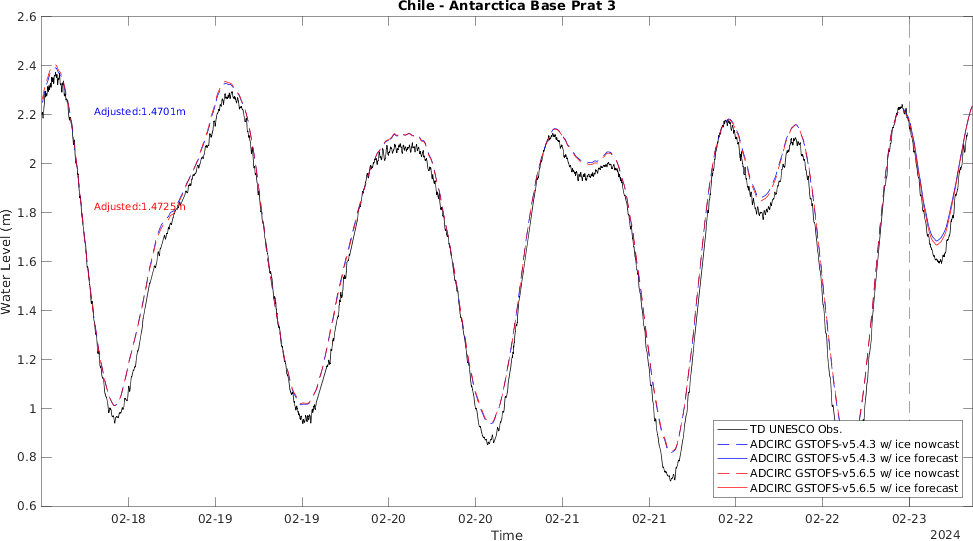 Chile - Antarctica Base Prat 3
2.6
2.4
2.2
2
1.8
1.6
1.4
1.2
1
0.8
0.6
Water Level (m)
Adjusted:1.4701m
Adjusted:1.4725m
TD UNESCO Obs.
ADCIRC GSTOFS-v5.4.3 w/ ice nowcast
ADCIRC GSTOFS-v5.4.3 w/ ice forecast
ADCIRC GSTOFS-v5.6.5 w/ ice nowcast
ADCIRC GSTOFS-v5.6.5 w/ ice forecast
02-18 02-19 02-19 02-20 02-20 02-21 02-21 02-22 02-22 02-23
Time
2024